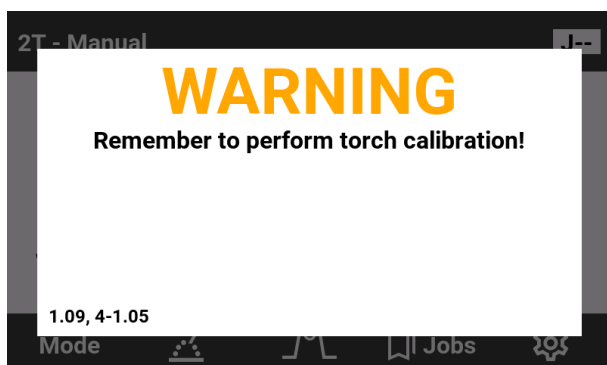 2T - Manual
J--
WARNING
Remember to perform torch calibration!
1.09, 4-1.05
Mode
Jobs